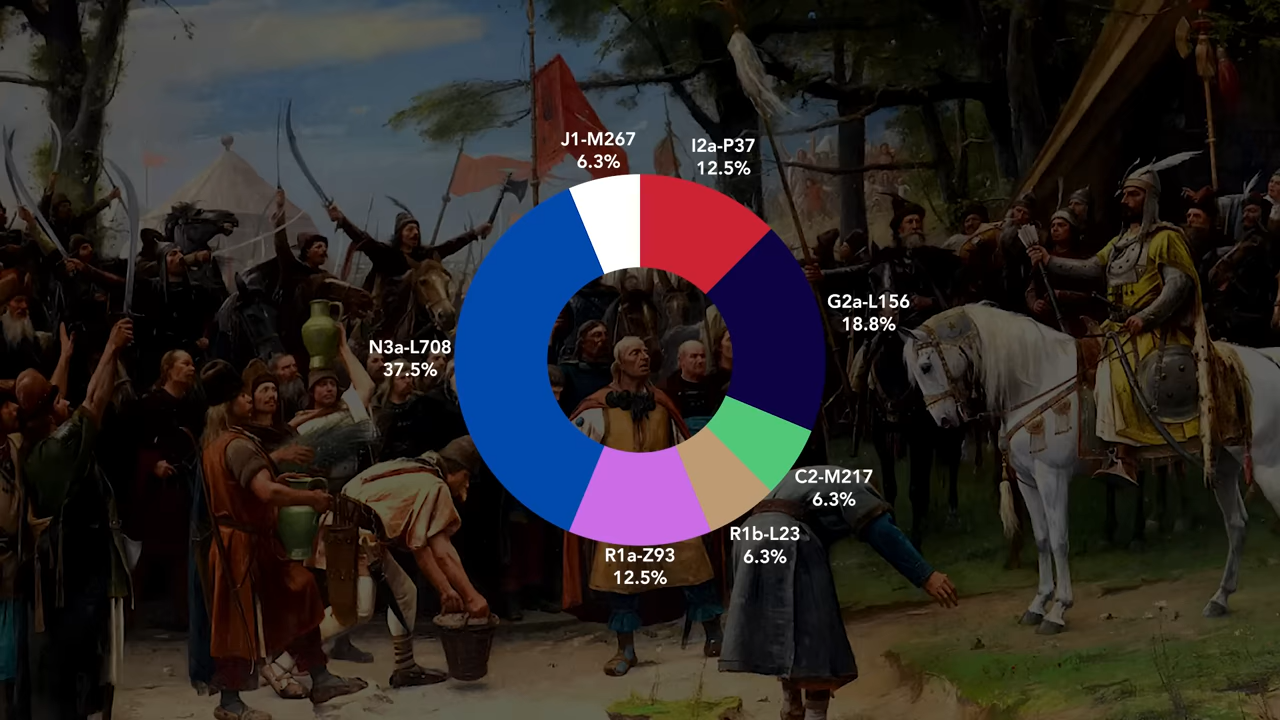 J1-M267
6.3%
I2a-P37
12.5%
G2a-L156
18.8%
N3a-L708
37.5%
C2-M217
6.3%
R1b-L23
6.3%
R1a-Z93
12.5%